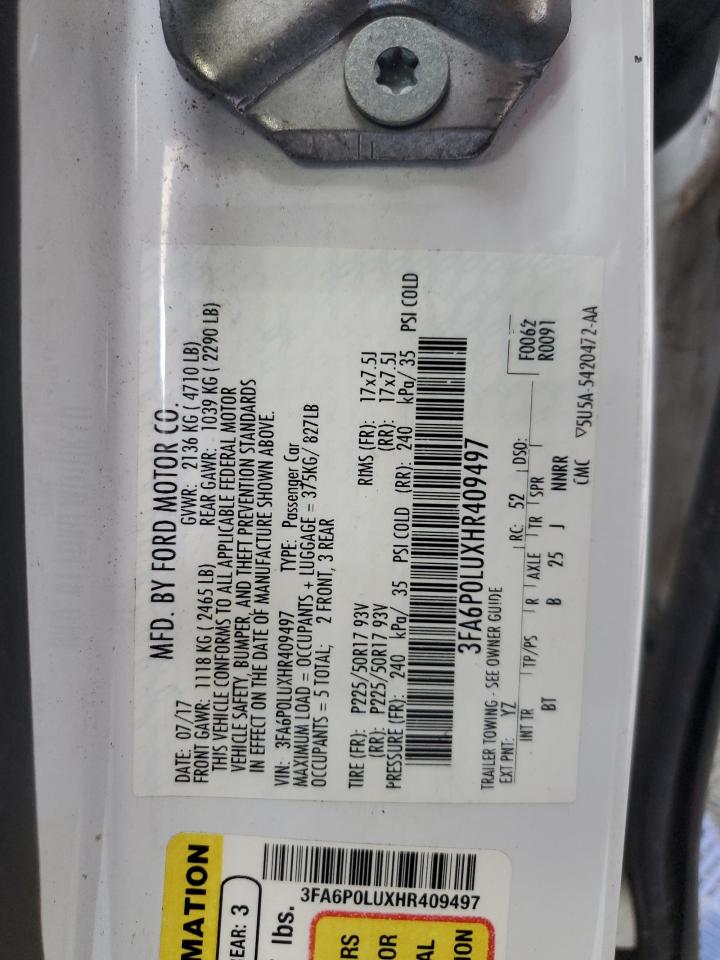 MFD. BY FORD MOTOR CO.
DATE: 07/17 GVWR: 2136 KG ( 4710 LB)
FRONT GAWR: 1118 KG ( 2465 LB) REAR GAWR: 1039 KG ( 2290 LB)
THIS VEHICLE CONFORMS TO ALL APPLICABLE FEDERAL MOTOR
VEHICLE SAFETY, BUMPER, AND THEFT PREVENTION STANDARDS
IN EFFECT ON THE DATE OF MANUFACTURE SHOWN ABOVE.
VIN: 3FA6P0LUXHR409497 TYPE: Passenger Car
MAXIMUM LOAD = OCCUPANTS + LUGGAGE = 375KG/ 827LB
OCCUPANTS = 5 TOTAL; 2 FRONT, 3 REAR
TIRE (FR): P225/50R17 93V RIMS (FR): 17x7.5J
(RR): P225/50R17 93V (RR): 17x7.5J
PRESSURE (FR): 240 kPa/ 35 PSI COLD (RR): 240 kPa/ 35 PSI COLD
3FA6P0LUXHR409497
TRAILER TOWING - SEE OWNER GUIDE F0062
EXT PNT: YZ RC: 52 DSO: R0091
INT TR TP/PS R AXLE TR SPR
BT B 25 J NNRR
CMC ▽5U5A-5420472-AA
MATION
3FA6P0LUXHR409497
EAR: 3
lbs.
RS
OR
AL
ION